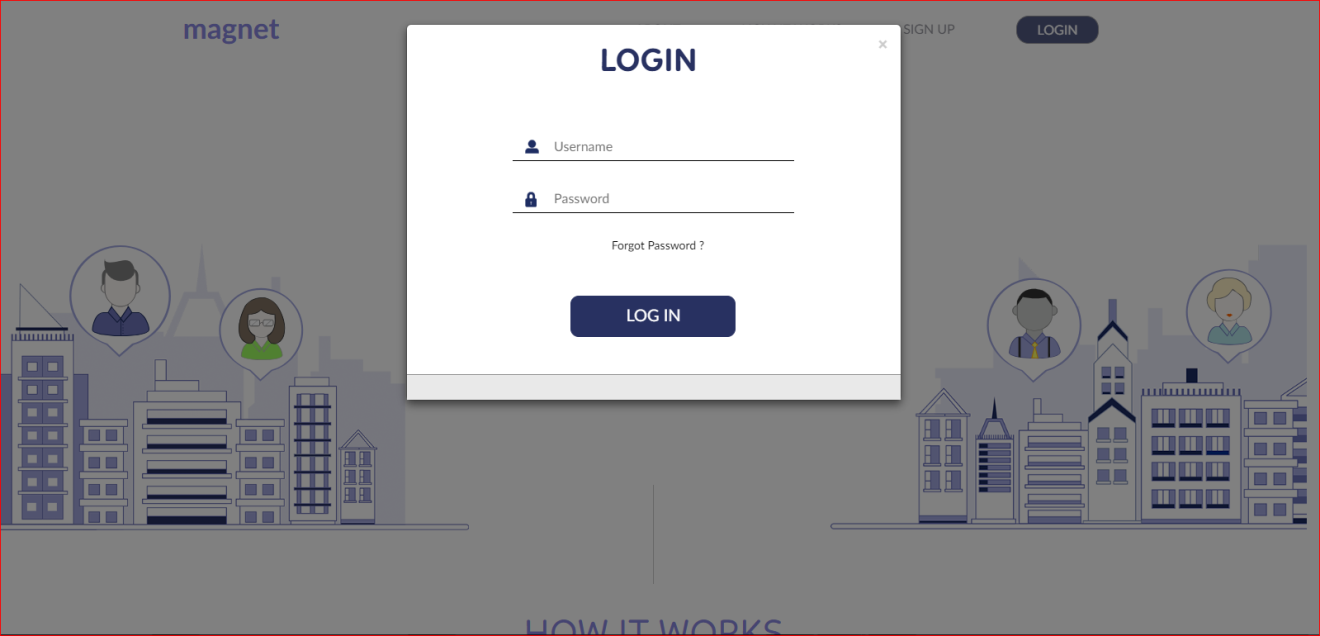 magnet
SIGN UP
LOGIN
×
LOGIN
Username
Password
Forgot Password ?
LOG IN
HOW IT WORKS